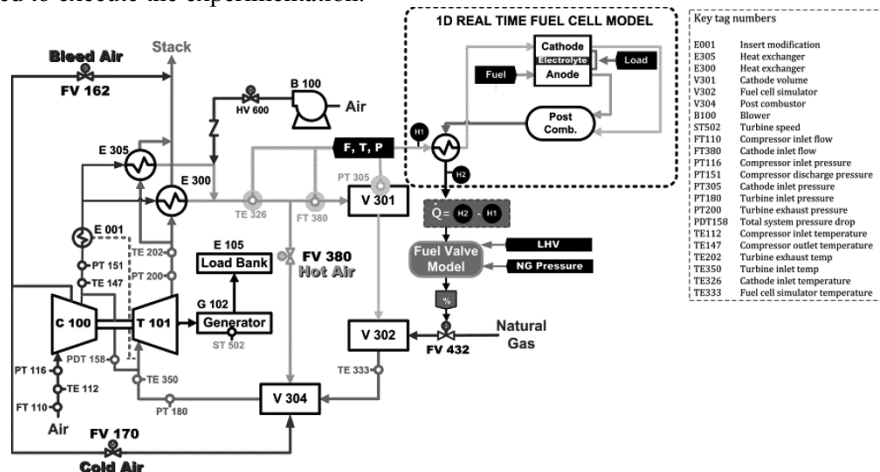 ed to execute the experimentation.
1D REAL TIME FUEL CELL MODEL
Cathode
Electrolyte
Anode
Fuel
Load
Post
Comb.
Bleed Air
FV 162
Stack
HV 600
B 100
Air
H1
F, T, P
E 305
E 300
PT 305
V 301
TE 326
FT 380
H2
Q̇= H2 - H1
E 001
PT 151
TE 147
TE 202
PT 200
E 105
Load Bank
FV 380
Hot Air
Fuel Valve
Model
LHV
NG Pressure
%
C 100
T 101
G 102
Generator
ST 502
V 302
FV 432
Natural
Gas
PDT 158
PT 116
TE 112
FT 110
Air
TE 350
PT 180
TE 333
V 304
FV 170
Cold Air
Key tag numbers
E001 Insert modification
E305 Heat exchanger
E300 Heat exchanger
V301 Cathode volume
V302 Fuel cell simulator
V304 Post combustor
B100 Blower
ST502 Turbine speed
FT110 Compressor inlet flow
FT380 Cathode inlet flow
PT116 Compressor inlet pressure
PT151 Compressor discharge pressure
PT305 Cathode inlet pressure
PT180 Turbine inlet pressure
PT200 Turbine exhaust pressure
PDT158 Total system pressure drop
TE112 Compressor inlet temperature
TE147 Compressor outlet temperature
TE202 Turbine exhaust temp
TE350 Turbine inlet temp
TE326 Cathode inlet temperature
TE333 Fuel cell simulator temperature